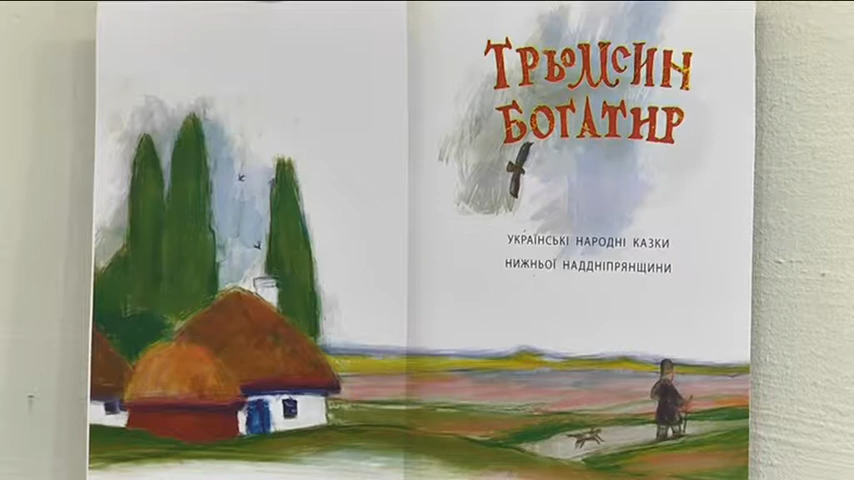 ТРЬОМСИН
БОГАТИР
УКРАЇНСЬКІ НАРОДНІ КАЗКИ
НИЖНЬОЇ НАДДНІПРЯНЩИНИ